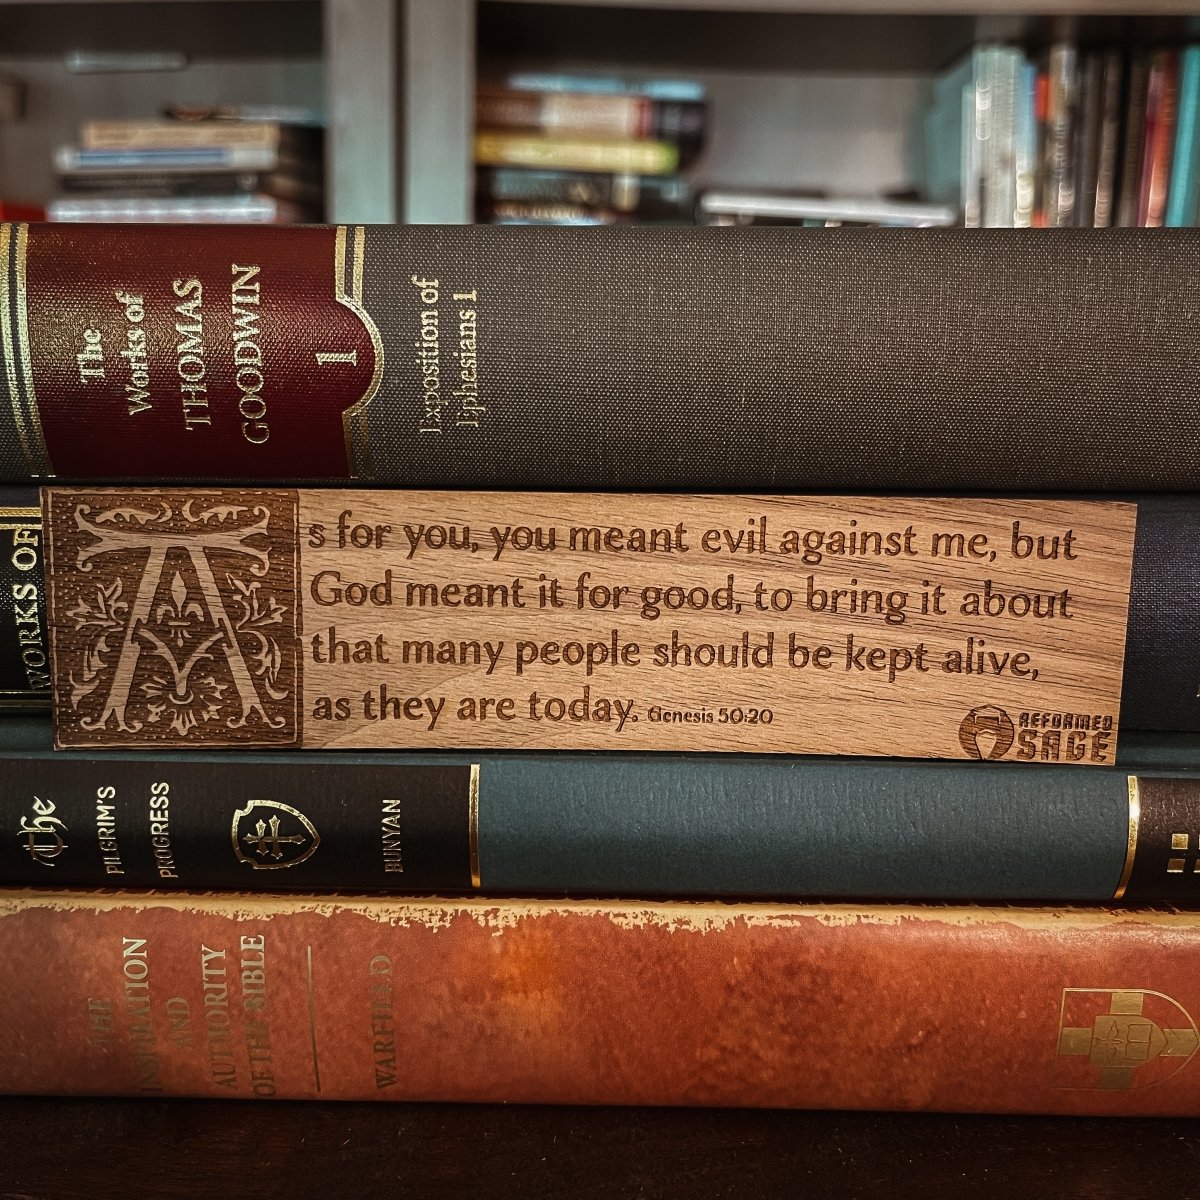 The
Works of
THOMAS
GOODWIN
1
Exposition of
Ephesians 1
WORKS OF
As for you, you meant evil against me, but
God meant it for good, to bring it about
that many people should be kept alive,
as they are today. Genesis 50:20
REFORMED
SAGE
The
PILGRIM'S
PROGRESS
BUNYAN
THE
INSPIRATION
AND
AUTHORITY
OF THE BIBLE
WARFIELD